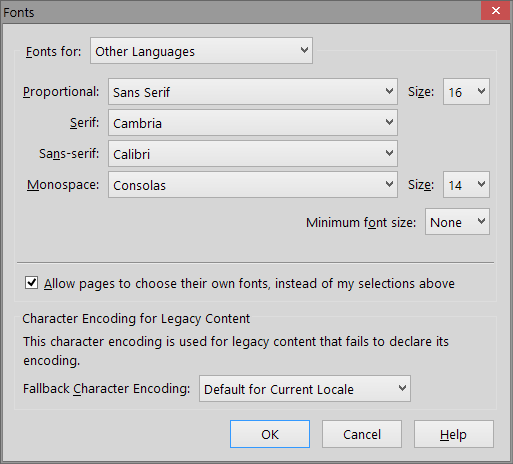 Fonts
Fonts for: Other Languages
Proportional: Sans Serif Size: 16
Serif: Cambria
Sans-serif: Calibri
Monospace: Consolas Size: 14
Minimum font size: None
Allow pages to choose their own fonts, instead of my selections above
Character Encoding for Legacy Content
This character encoding is used for legacy content that fails to declare its
encoding.
Fallback Character Encoding: Default for Current Locale
OK Cancel Help